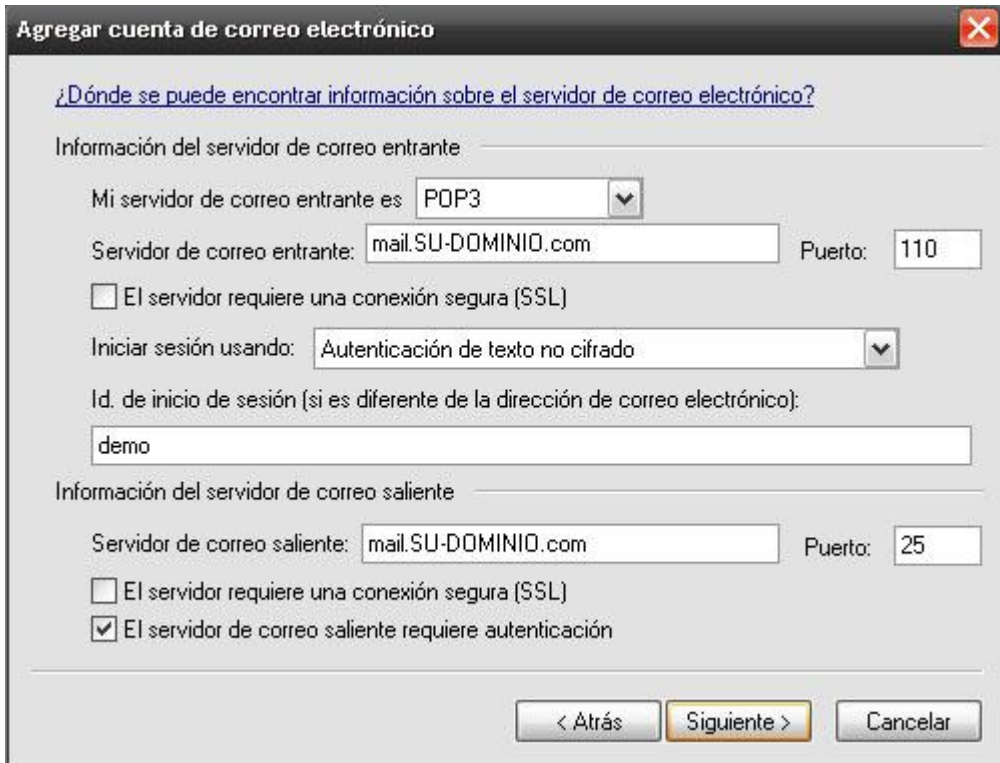 Agregar cuenta de correo electrónico
¿Dónde se puede encontrar información sobre el servidor de correo electrónico?
Información del servidor de correo entrante
Mi servidor de correo entrante es POP3
Servidor de correo entrante: mail.SU-DOMINIO.com Puerto: 110
El servidor requiere una conexión segura (SSL)
Iniciar sesión usando: Autenticación de texto no cifrado
Id. de inicio de sesión (si es diferente de la dirección de correo electrónico):
demo
Información del servidor de correo saliente
Servidor de correo saliente: mail.SU-DOMINIO.com Puerto: 25
El servidor requiere una conexión segura (SSL)
El servidor de correo saliente requiere autenticación
< Atrás Siguiente > Cancelar